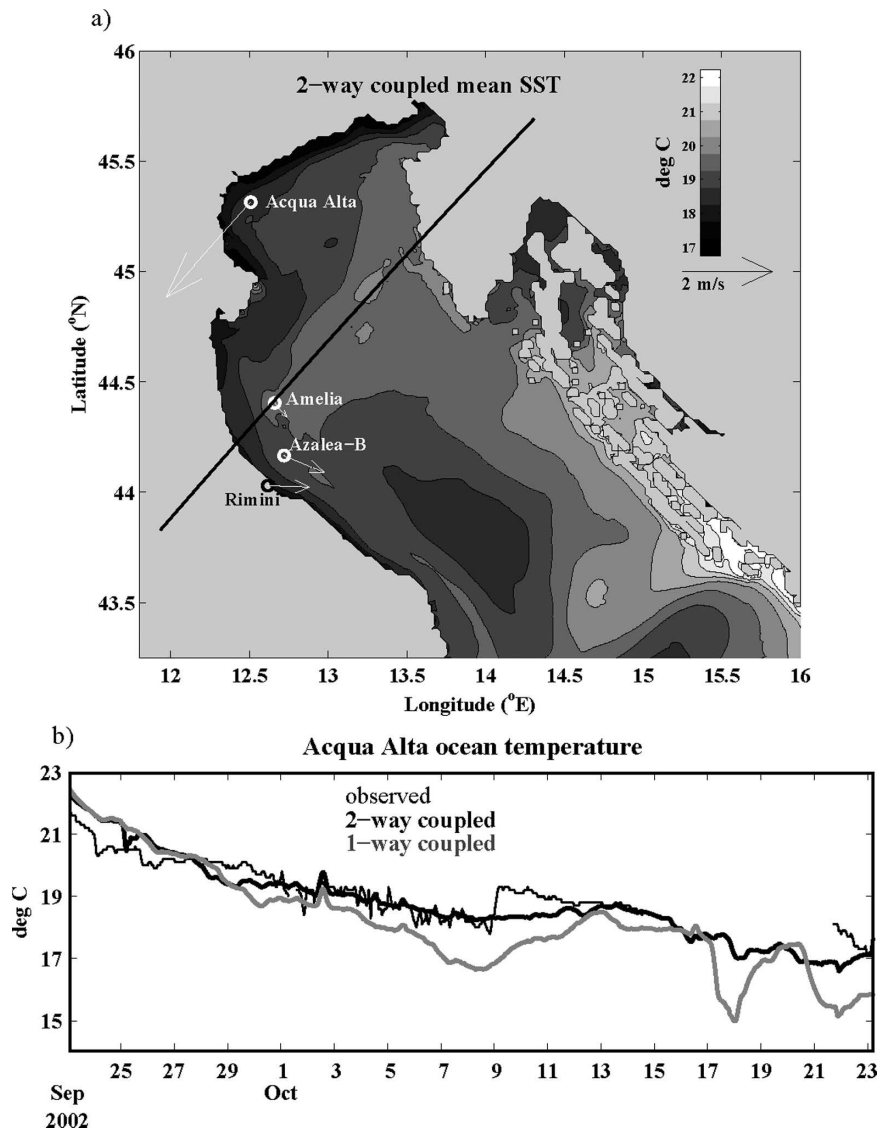 a)
2-way coupled mean SST
46
45.5
45
44.5
44
43.5
Latitude (°N)
12
12.5
13
13.5
14
14.5
15
15.5
16
Longitude (°E)
22
21
20
19
18
17
deg C
2 m/s
Acqua Alta
Amelia
Azalea-B
Rimini
b)
Acqua Alta ocean temperature
23
21
19
17
15
deg C
observed
2-way coupled
1-way coupled
25 27 29 1 3 5 7 9 11 13 15 17 19 21 23
Sep Oct
2002